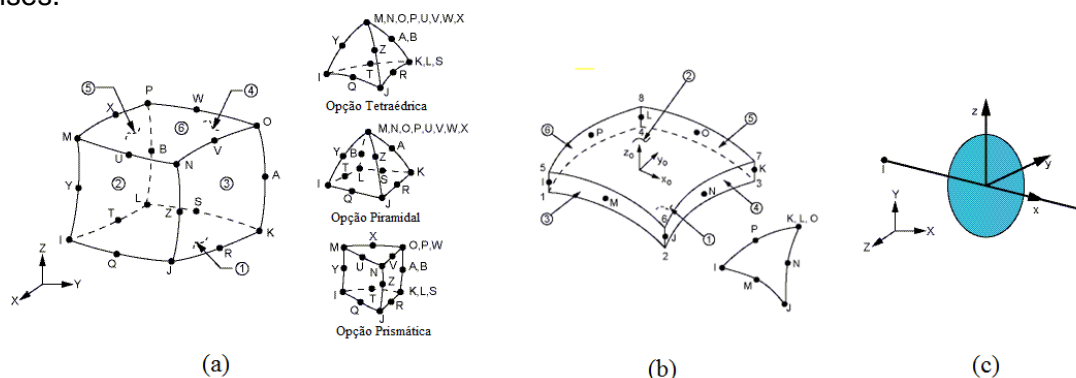 M,N,O,P,U,V,W,X
Y
A,B
Z
T
K,L,S
I
R
Q
J
Opção Tetraédrica
M,N,O,P,U,V,W,X
Y
B
Z
A
T
L
S
K
I
R
Q
J
Opção Piramidal
X
M
O,P,W
U
V
Y
N
A,B
Z
I
T
K,L,S
Q
R
J
Opção Prismática
5
P
4
X
W
6
M
O
U
B
N
V
Y
2
3
A
L
T
Z
S
I
K
Q
J
R
1
Z
Y
X
(a)
2
8
L
6
P
4
O
5
5
z₀
y₀
x₀
7
K
3
I
1
M
N
3
6
4
J
1
2
K, L, O
P
I
N
M
J
(b)
z
I
y
Y
x
Z
X
(c)